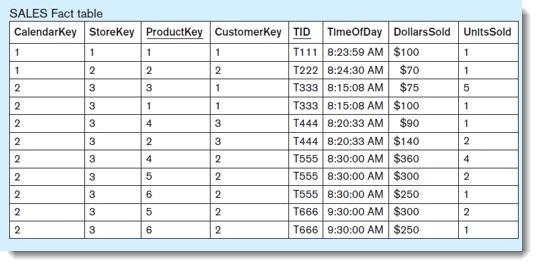 SALES Fact table
CalendarKey StoreKey ProductKey CustomerKey TID TimeOfDay DollarsSold UnitsSold
1 1 1 1 T111 8:23:59 AM $100 1
1 2 2 2 T222 8:24:30 AM $70 1
2 3 3 1 T333 8:15:08 AM $75 5
2 3 1 1 T333 8:15:08 AM $100 1
2 3 4 3 T444 8:20:33 AM $90 1
2 3 2 3 T444 8:20:33 AM $140 2
2 3 4 2 T555 8:30:00 AM $360 4
2 3 5 2 T555 8:30:00 AM $300 2
2 3 6 2 T555 8:30:00 AM $250 1
2 3 5 2 T666 9:30:00 AM $300 2
2 3 6 2 T666 9:30:00 AM $250 1